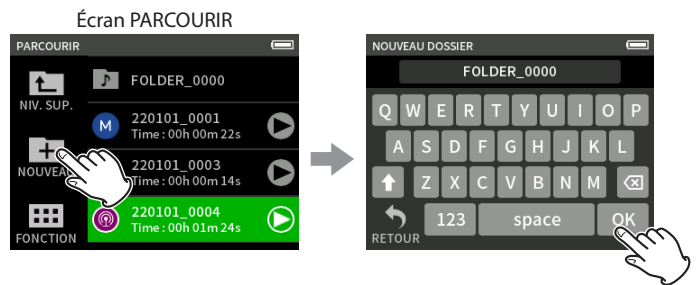 Écran PARCOURIR
PARCOURIR
NIV. SUP.
FOLDER_0000
220101_0001
Time : 00h 00m 22s
M
NOUVEAU
220101_0003
Time : 00h 00m 14s
220101_0004
Time : 00h 01m 24s
FONCTION
NOUVEAU DOSSIER
FOLDER_0000
Q W E R T Y U I O P
A S D F G H J K L
Z X C V B N M
RETOUR
123 space OK